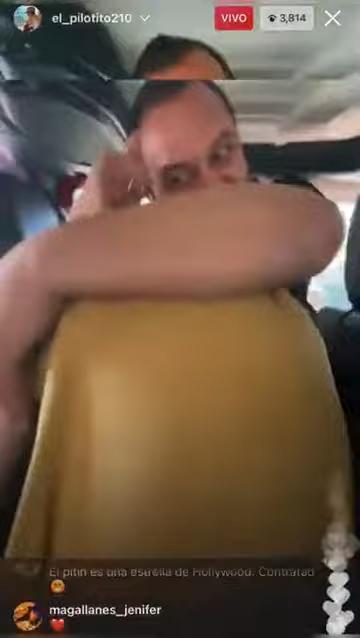 el_pilotito210
VIVO
3,814
El pitin es una estrella de Hollywood. Contratad
😬
magallanes_jenifer
❤️